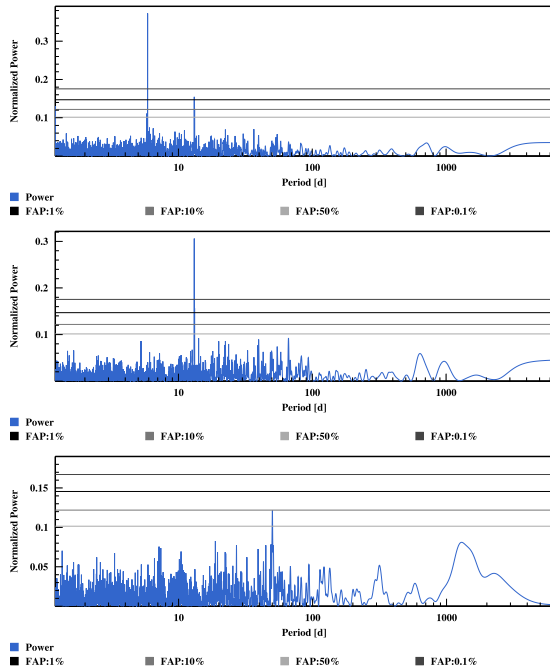 Normalized Power
0.3
0.2
0.1
10
100
1000
Period [d]
Power
FAP:1%
FAP:10%
FAP:50%
FAP:0.1%
Normalized Power
0.3
0.2
0.1
10
100
1000
Period [d]
Power
FAP:1%
FAP:10%
FAP:50%
FAP:0.1%
Normalized Power
0.15
0.1
0.05
10
100
1000
Period [d]
Power
FAP:1%
FAP:10%
FAP:50%
FAP:0.1%